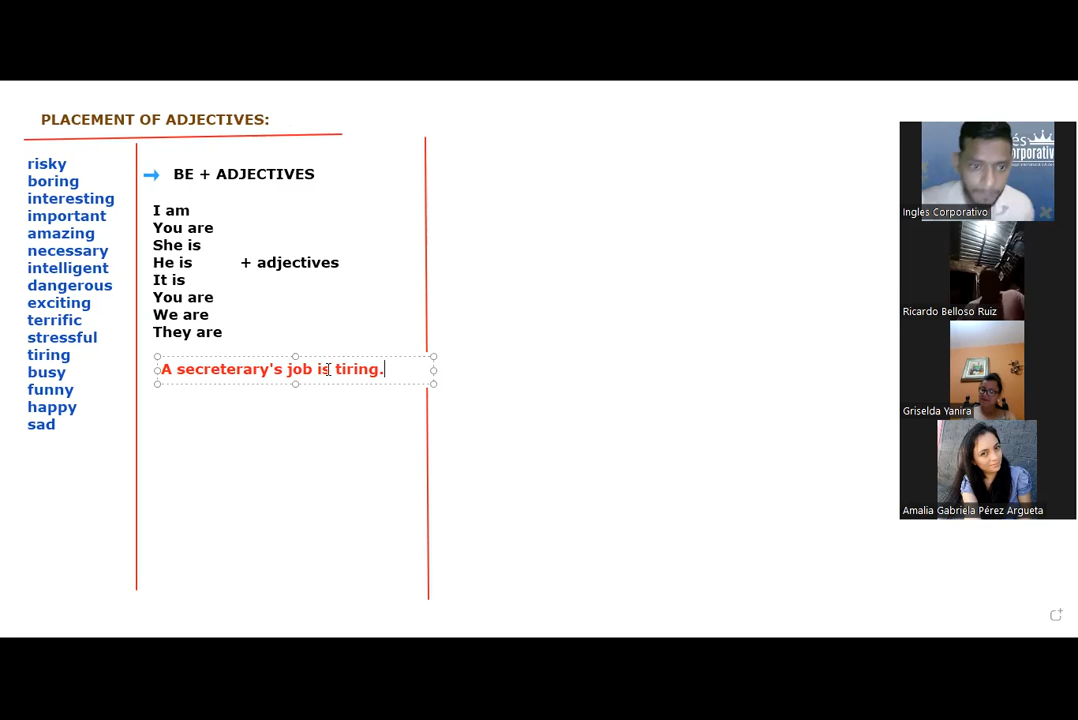 PLACEMENT OF ADJECTIVES:
risky
boring
interesting
important
amazing
necessary
intelligent
dangerous
exciting
terrific
stressful
tiring
busy
funny
happy
sad
BE + ADJECTIVES
I am
You are
She is
He is + adjectives
It is
You are
We are
They are
A secreterary's job is tiring.
és
orporativ
Ingles Corporativo
Ricardo Belloso Ruiz
Griselda Yanira
Amalia Gabriela Pérez Argueta